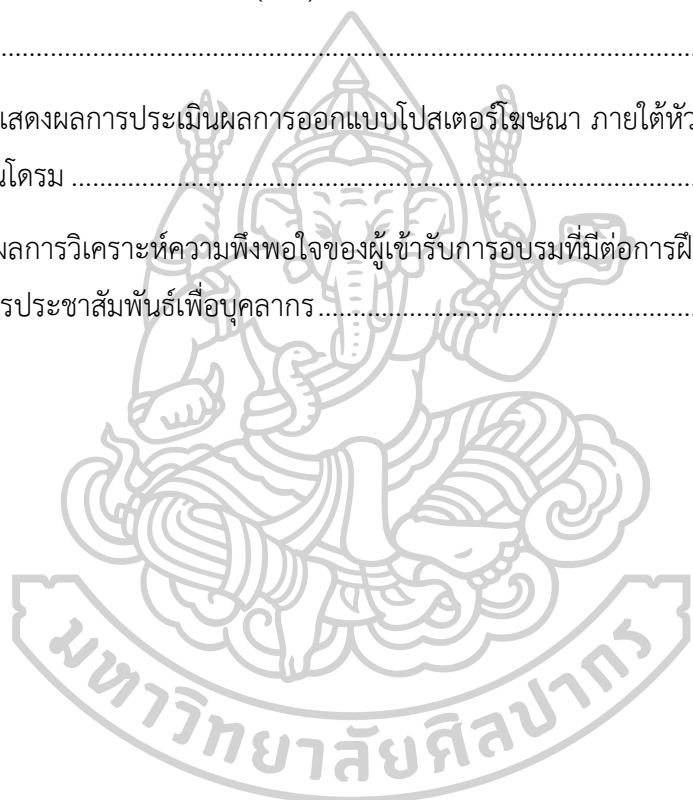 ........................................................................................................
แสดงผลการประเมินผลการออกแบบโปสเตอร์โฆษณา ภายใต้หัว
นโดรม ........................................................................................................
ผลการวิเคราะห์ความพึงพอใจของผู้เข้ารับการอบรมที่มีต่อการฝึ
รประชาสัมพันธ์เพื่อบุคลากร ............................................................
มหาวิทยาลัยศิลปากร